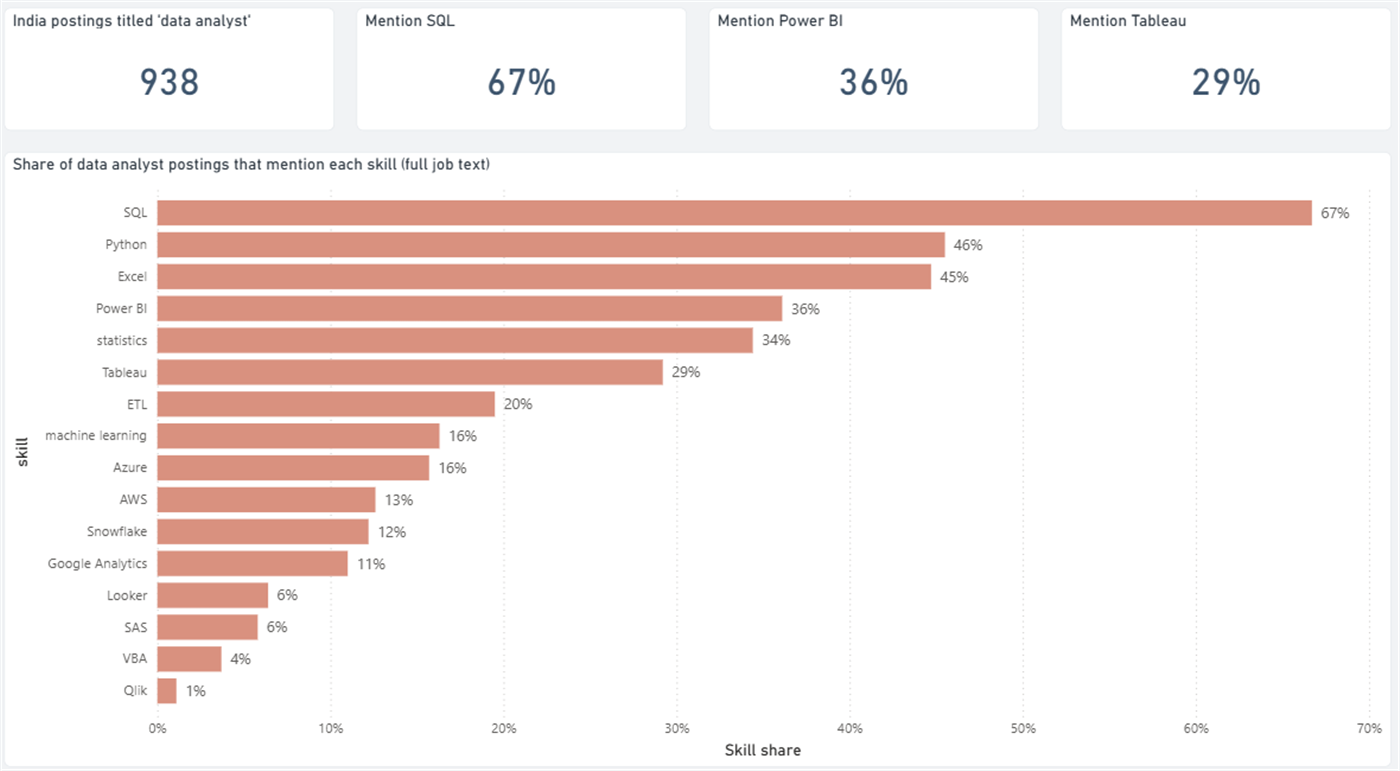 India postings titled 'data analyst'
938
Mention SQL
67%
Mention Power BI
36%
Mention Tableau
29%
Share of data analyst postings that mention each skill (full job text)
skill
SQL 67%
Python 46%
Excel 45%
Power BI 36%
statistics 34%
Tableau 29%
ETL 20%
machine learning 16%
Azure 16%
AWS 13%
Snowflake 12%
Google Analytics 11%
Looker 6%
SAS 6%
VBA 4%
Qlik 1%
0% 10% 20% 30% 40% 50% 60% 70%
Skill share